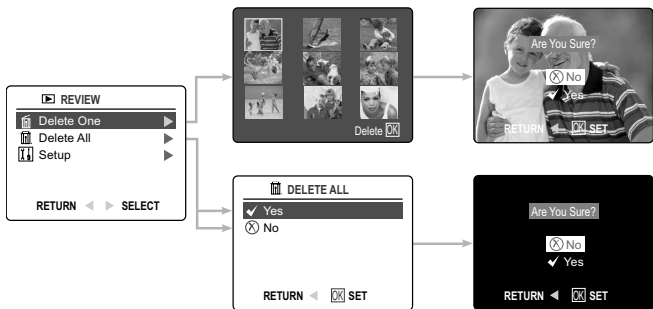 REVIEW
Delete One
Delete All
Setup
RETURN SELECT
Delete OK
Are You Sure?
No
Yes
RETURN OK SET
DELETE ALL
Yes
No
RETURN OK SET
Are You Sure?
No
Yes
RETURN OK SET